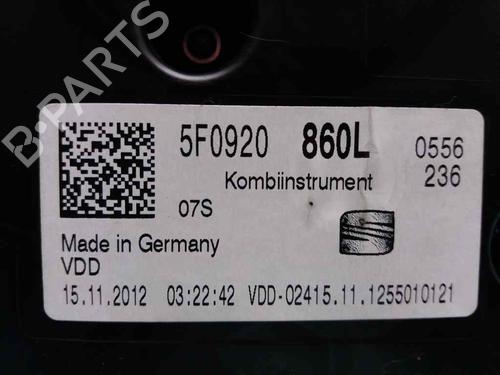 B-PARTS
5F0920 860L 0556
Kombiinstrument 236
07S
Made in Germany
VDD
15.11.2012 03:22:42 VDD-02415.11.1255010121